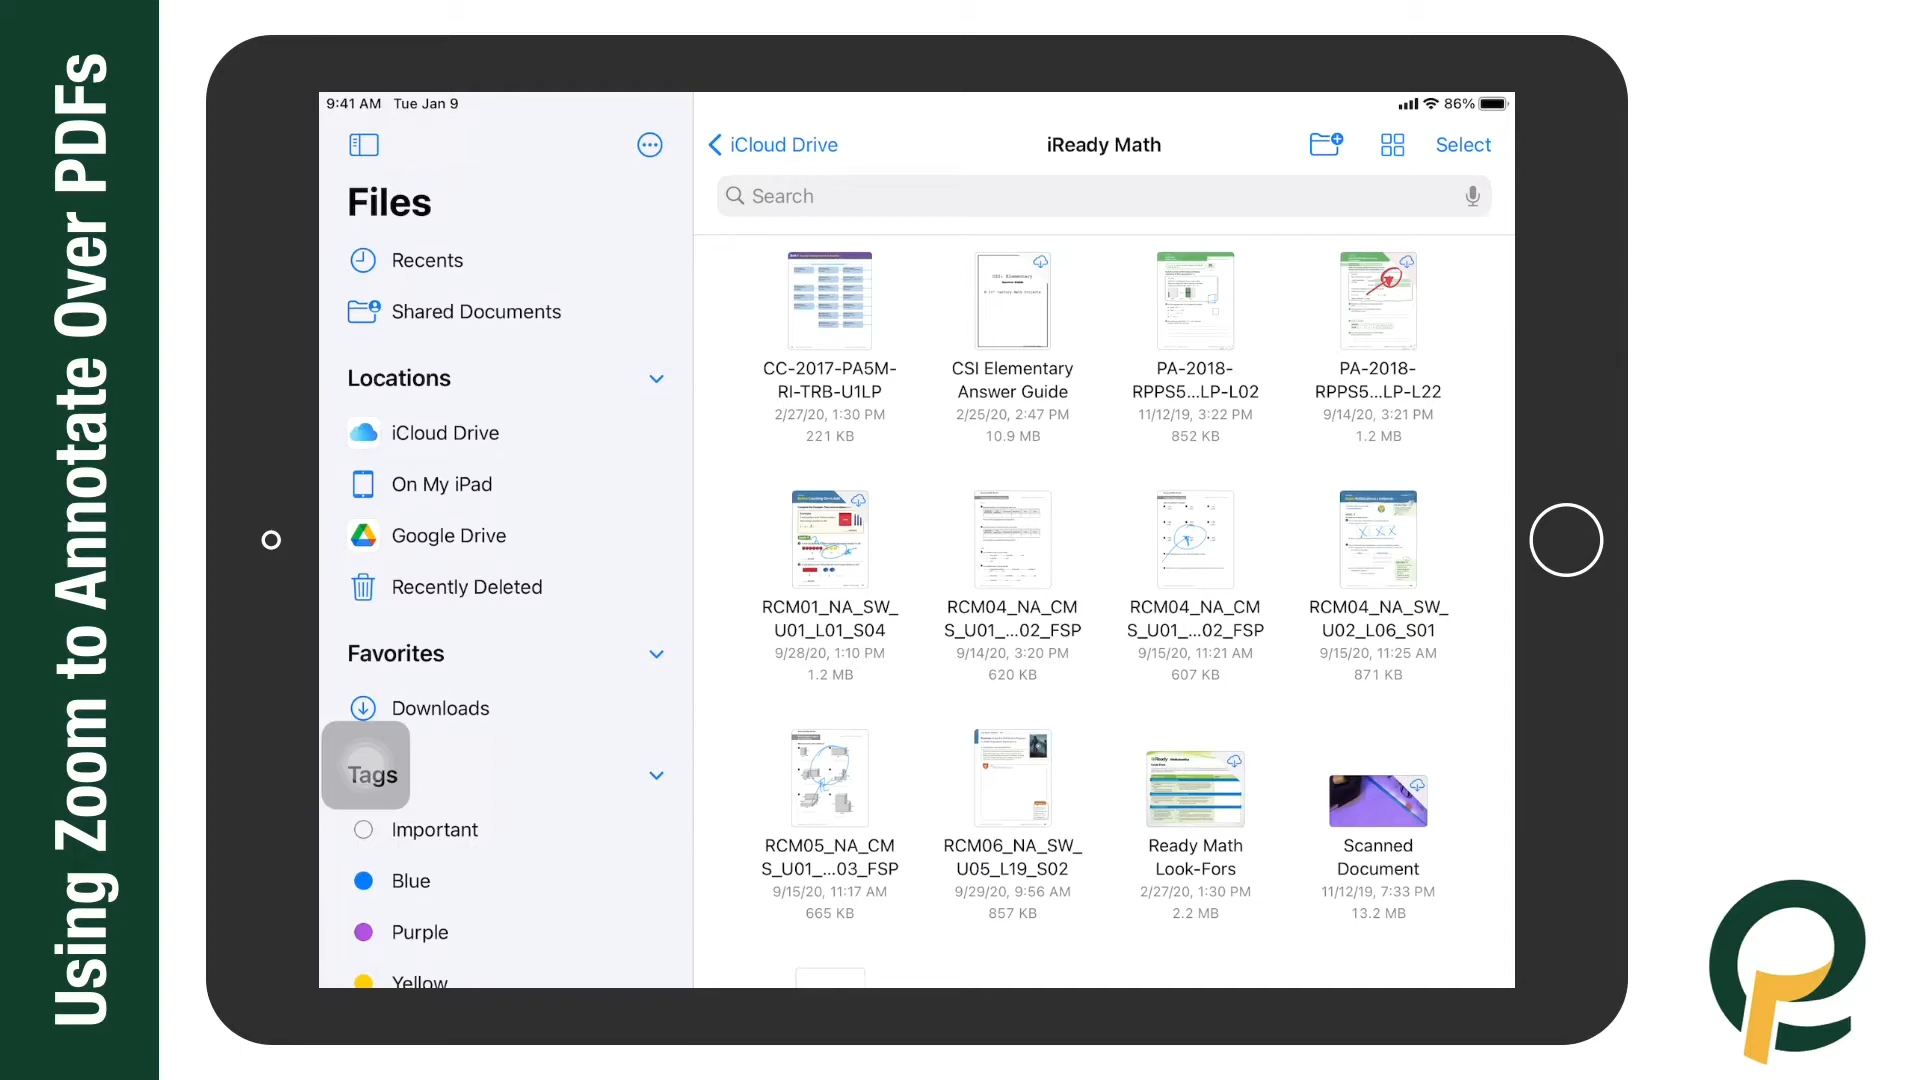 Using Zoom to Annotate Over PDFs
9:41 AM Tue Jan 9
86%
Files
Recents
Shared Documents
Locations
iCloud Drive
On My iPad
Google Drive
Recently Deleted
Favorites
Downloads
Tags
Important
Blue
Purple
Yellow
iCloud Drive
iReady Math
Select
Search
CC-2017-PA5M-
RI-TRB-U1LP
2/27/20, 1:30 PM
221 KB
CSI: Elementary
CSI Elementary
Answer Guide
2/25/20, 2:47 PM
10.9 MB
PA-2018-
RPPS5...LP-L02
11/12/19, 3:22 PM
852 KB
PA-2018-
RPPS5...LP-L22
9/14/20, 3:21 PM
1.2 MB
RCM01_NA_SW_
U01_L01_S04
9/28/20, 1:10 PM
1.2 MB
RCM04_NA_CM
S_U01_...02_FSP
9/14/20, 3:20 PM
620 KB
RCM04_NA_CM
S_U01_...02_FSP
9/15/20, 11:21 AM
607 KB
RCM04_NA_SW_
U02_L06_S01
9/15/20, 11:25 AM
871 KB
RCM05_NA_CM
S_U01_...03_FSP
9/15/20, 11:17 AM
665 KB
RCM06_NA_SW_
U05_L19_S02
9/29/20, 9:56 AM
857 KB
Ready Math
Look-Fors
2/27/20, 1:30 PM
2.2 MB
Scanned
Document
11/12/19, 7:33 PM
13.2 MB